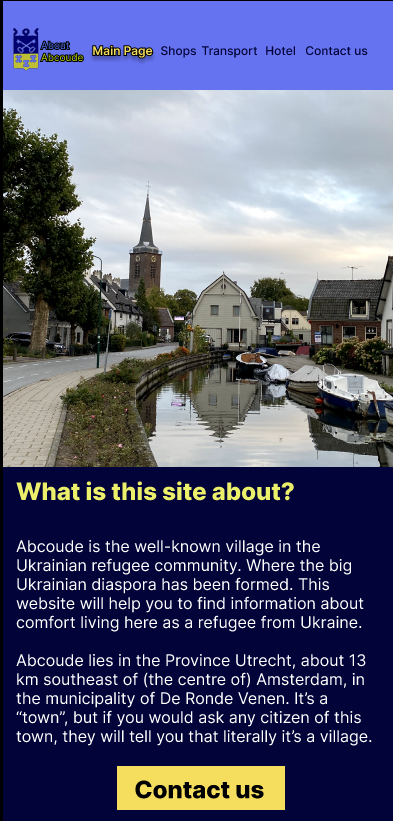 About
Abcoude
Main Page Shops Transport Hotel Contact us
What is this site about?
Abcoude is the well-known village in the
Ukrainian refugee community. Where the big
Ukrainian diaspora has been formed. This
website will help you to find information about
comfort living here as a refugee from Ukraine.
Abcoude lies in the Province Utrecht, about 13
km southeast of (the centre of) Amsterdam, in
the municipality of De Ronde Venen. It’s a
“town”, but if you would ask any citizen of this
town, they will tell you that literally it’s a village.
Contact us